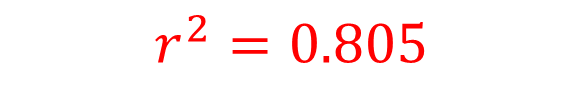 r² = 0.805